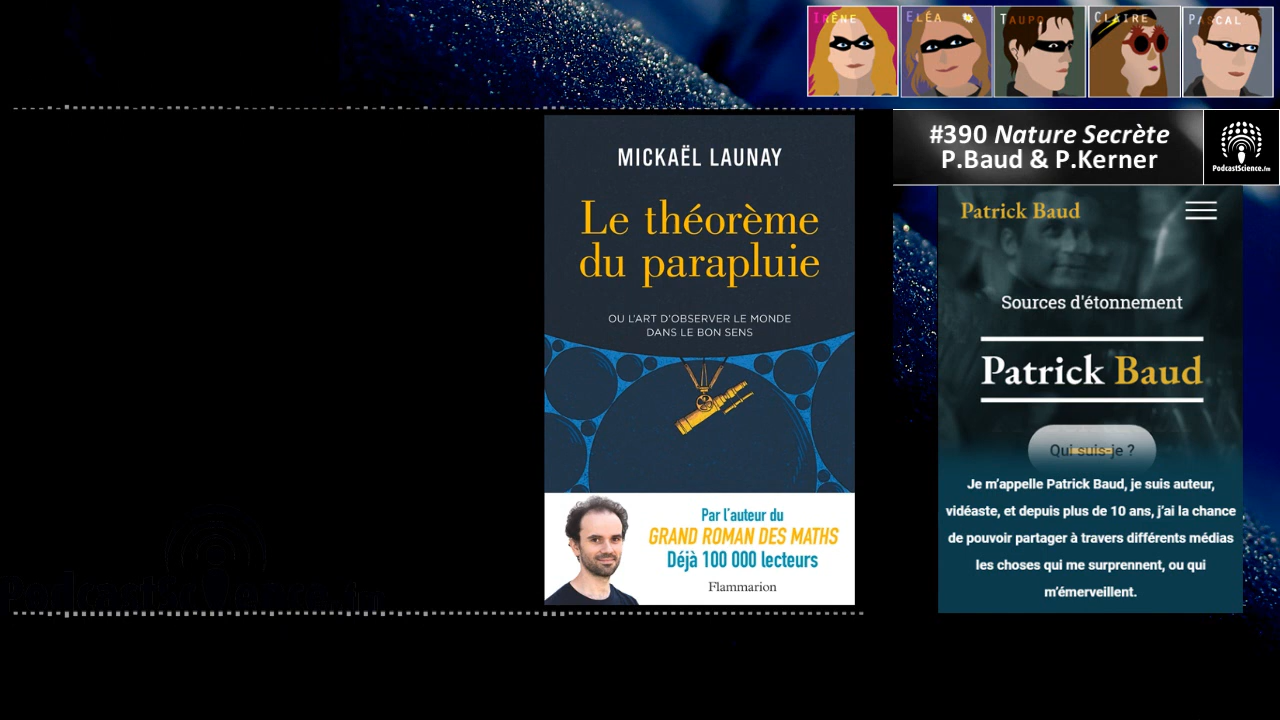 IRÈNE
ELÉA
TAUPO
CLAIRE
PASCAL
#390 Nature Secrète
P.Baud & P.Kerner
PodcastScience.fm
MICKAËL LAUNAY
Le théorème
du parapluie
OU L'ART D'OBSERVER LE MONDE
DANS LE BON SENS
Par l'auteur du
GRAND ROMAN DES MATHS
Déjà 100 000 lecteurs
Flammarion
Patrick Baud
Sources d'étonnement
Patrick Baud
Qui suis-je ?
Je m'appelle Patrick Baud, je suis auteur,
vidéaste, et depuis plus de 10 ans, j'ai la chance
de pouvoir partager à travers différents médias
les choses qui me surprennent, ou qui
m'émerveillent.